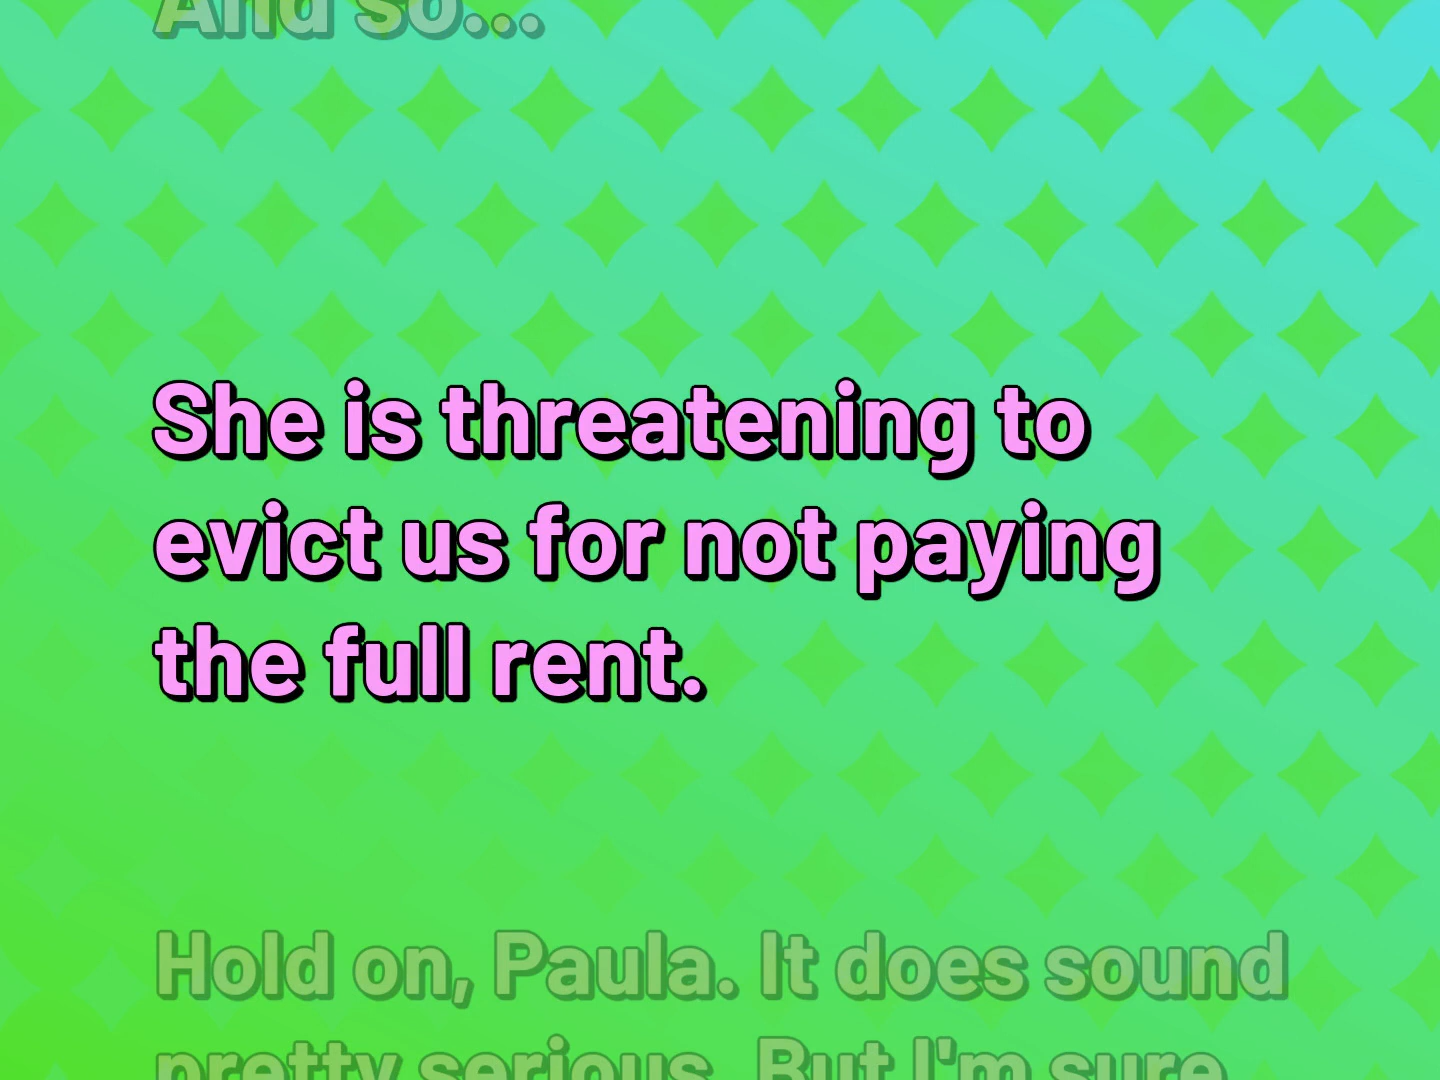 And so...
She is threatening to
evict us for not paying
the full rent.
Hold on, Paula. It does sound
pretty serious. But I'm sure